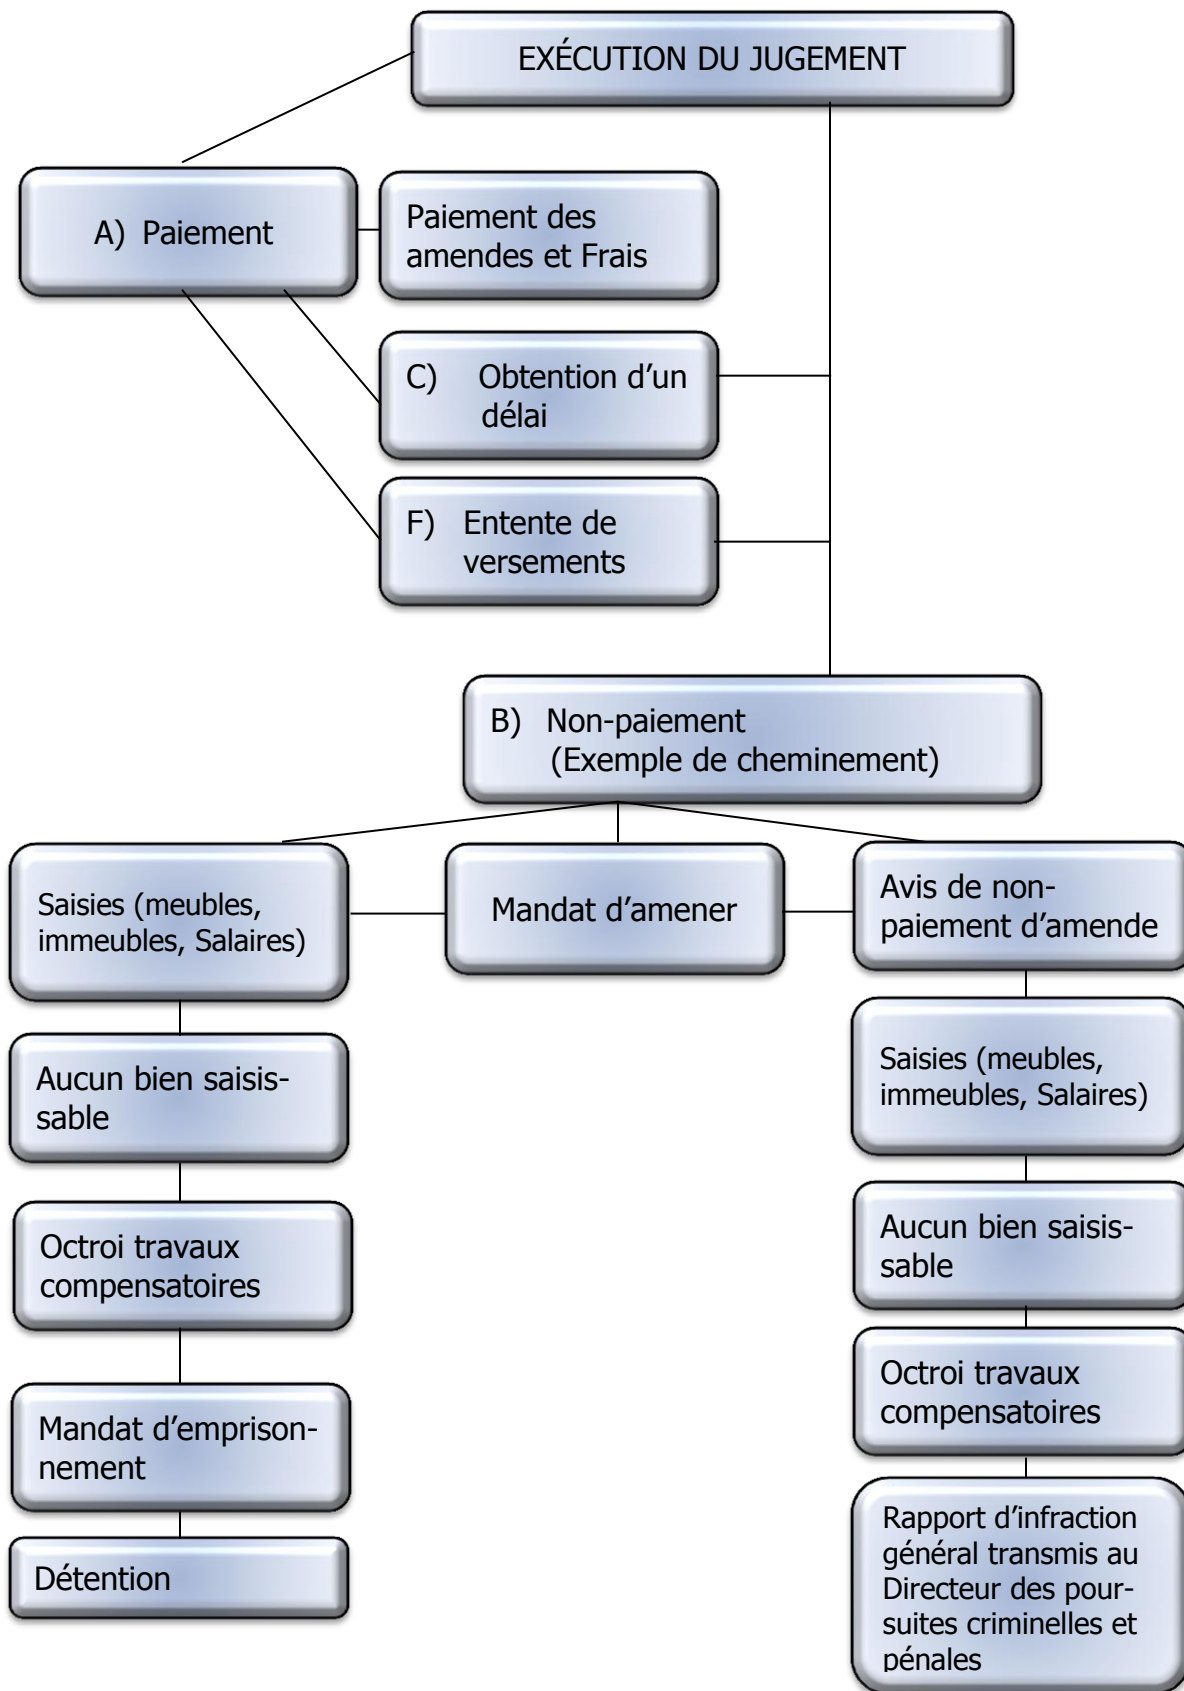 EXÉCUTION DU JUGEMENT
A) Paiement
Paiement des
amendes et Frais
C) Obtention d’un
délai
F) Entente de
versements
B) Non-paiement
(Exemple de cheminement)
Saisies (meubles,
immeubles, Salaires)
Mandat d’amener
Avis de non-
paiement d’amende
Aucun bien saisis-
sable
Octroi travaux
compensatoires
Mandat d’emprison-
nement
Détention
Saisies (meubles,
immeubles, Salaires)
Aucun bien saisis-
sable
Octroi travaux
compensatoires
Rapport d’infraction
général transmis au
Directeur des pour-
suites criminelles et
pénales